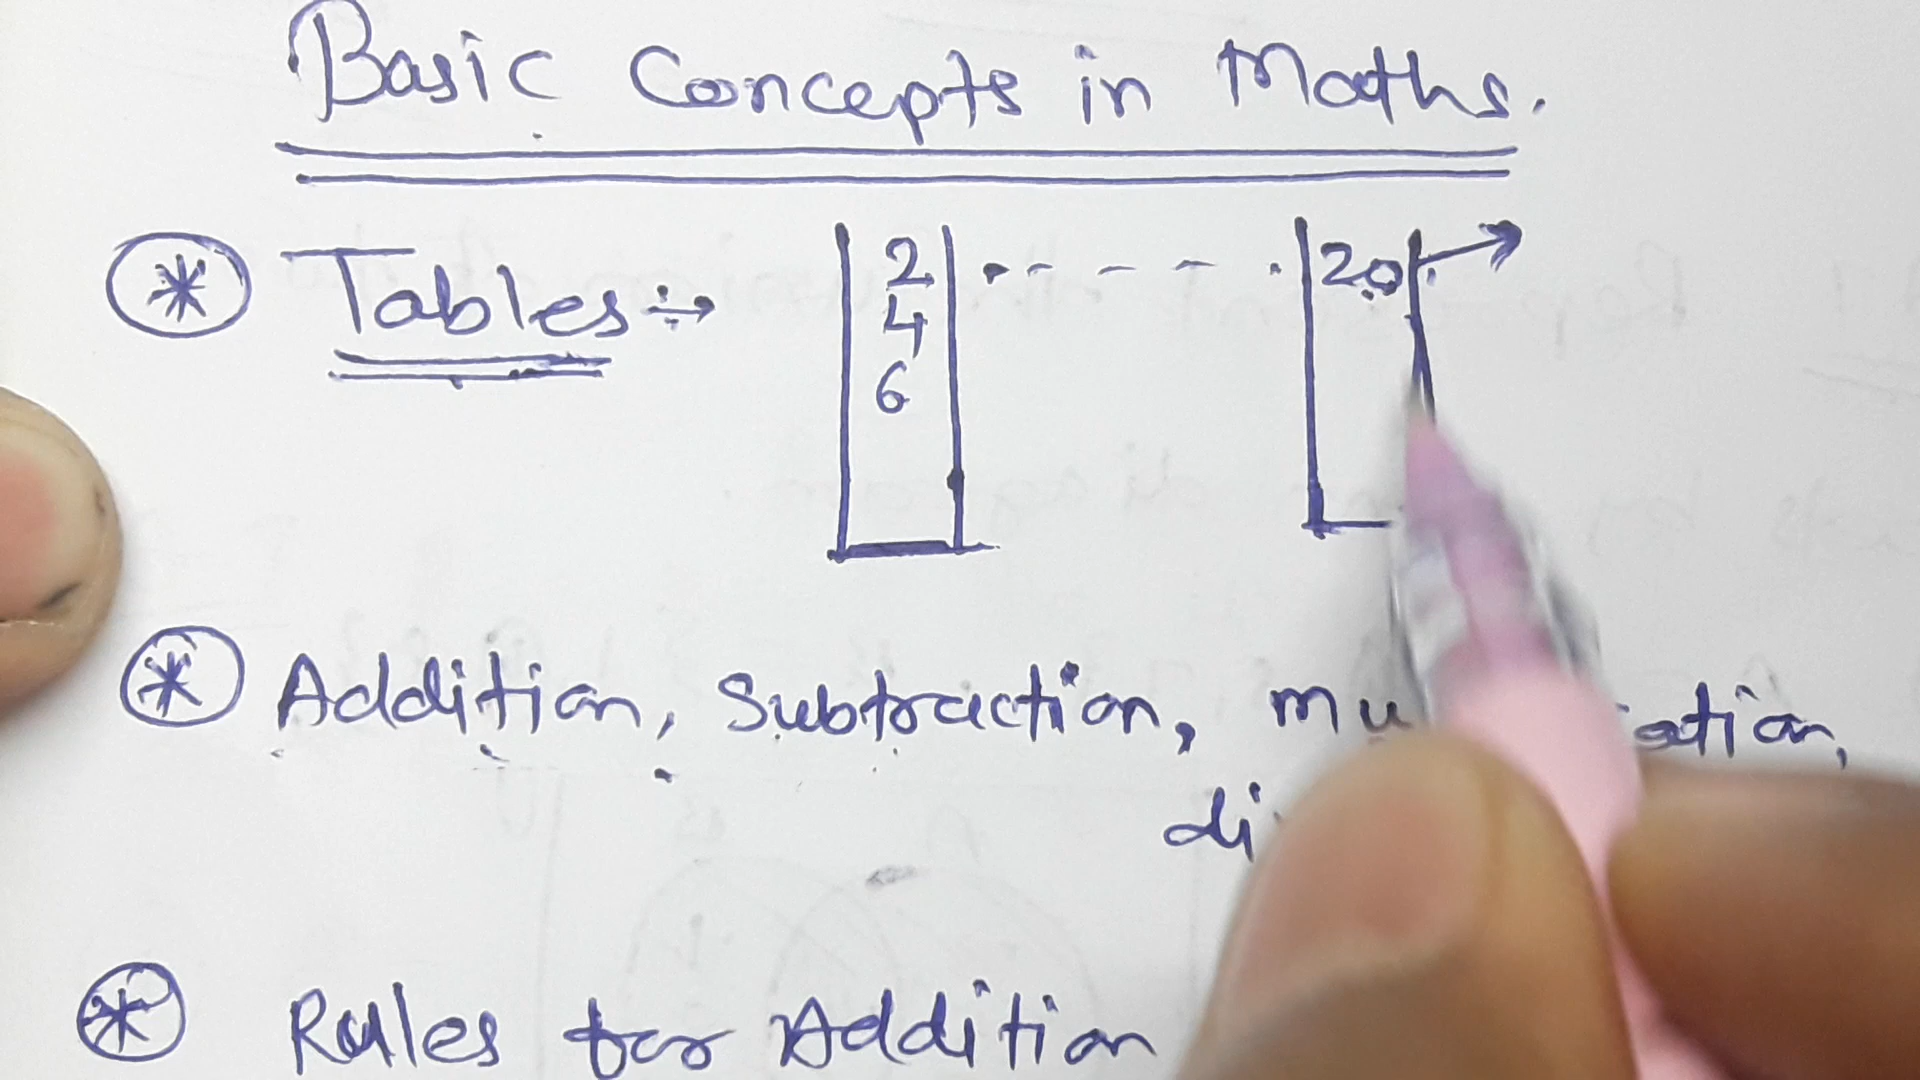 Basic Concepts in Maths.
Tables ÷→ 2 20
4
6
Addition, Subtraction,
Rules for Addition